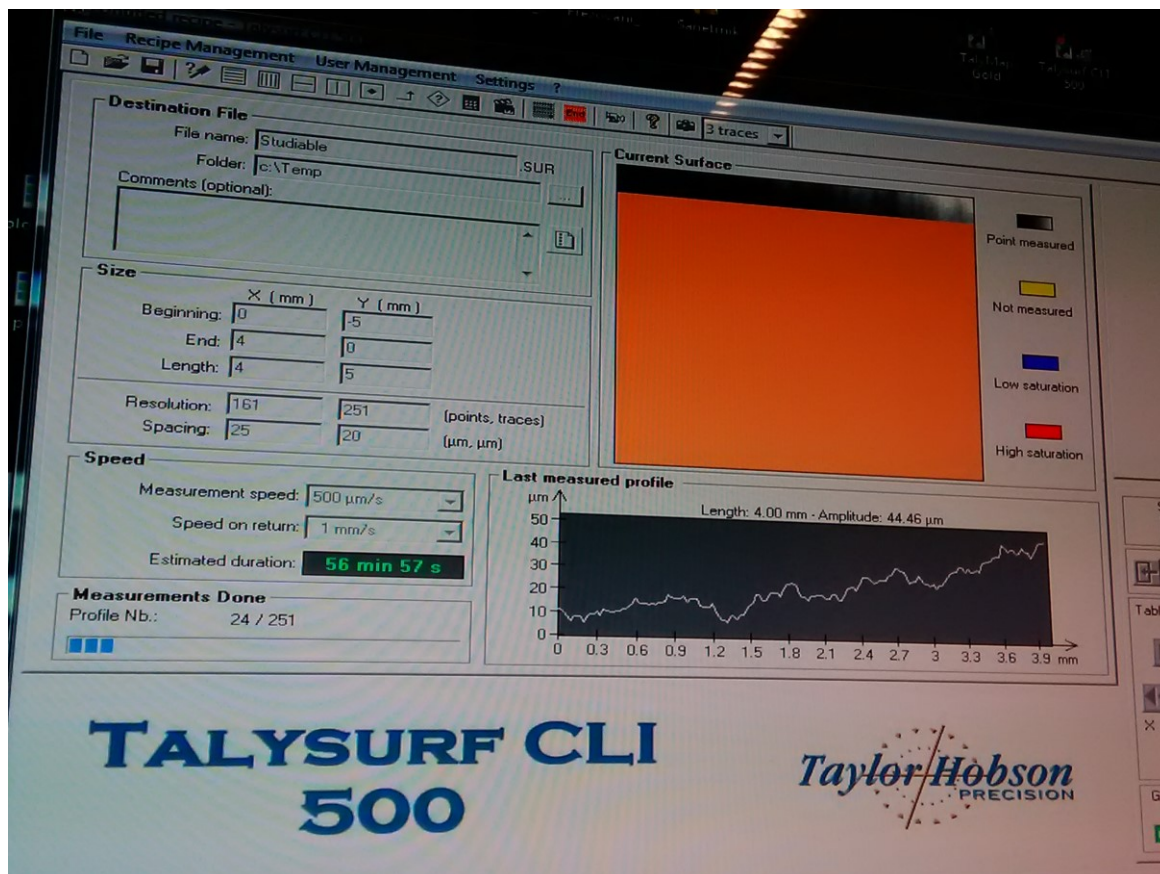 File Recipe Management User Management Settings ?
End 3 traces
Destination File
File name: Studiable .SUR
Folder: c:\Temp
...
Comments (optional):
Size
X (mm) Y (mm)
Beginning: 0 -5
End: 4 0
Length: 4 5
Resolution: 161 251 (points, traces)
Spacing: 25 20 (µm, µm)
Speed
Measurement speed: 500 µm/s
Speed on return: 1 mm/s
Estimated duration: 56 min 57 s
Measurements Done
Profile Nb.: 24 / 251
Current Surface
Point measured
Not measured
Low saturation
High saturation
Last measured profile
µm
Length: 4.00 mm - Amplitude: 44.46 µm
50
40
30
20
10
0
0 0.3 0.6 0.9 1.2 1.5 1.8 2.1 2.4 2.7 3 3.3 3.6 3.9 mm
Gold
Talysurf CLI
500
X
TALYSURF CLI
500
Taylor/Hobson
PRECISION